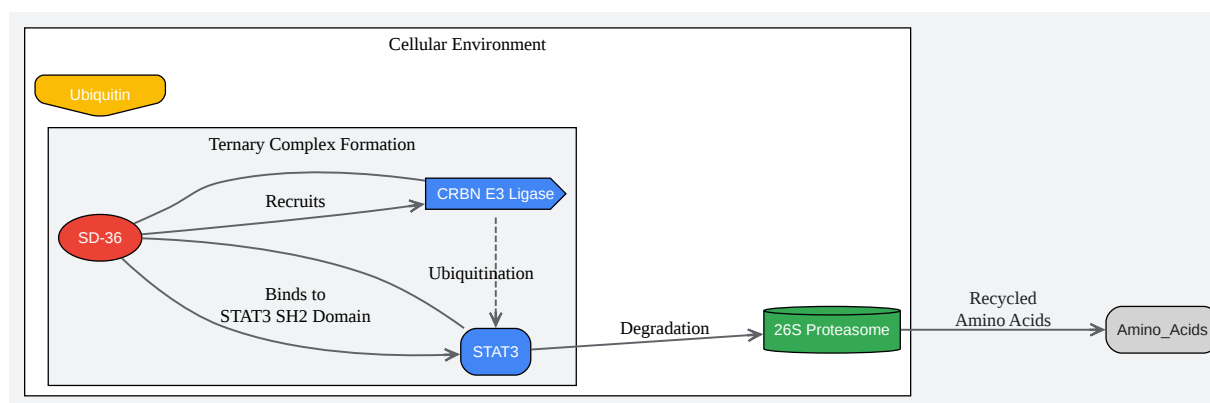 Cellular Environment
Ubiquitin
Ternary Complex Formation
CRBN E3 Ligase
Recruits
SD-36
Ubiquitination
Binds to
STAT3 SH2 Domain
STAT3
Degradation
26S Proteasome
Recycled
Amino Acids
Amino_Acids